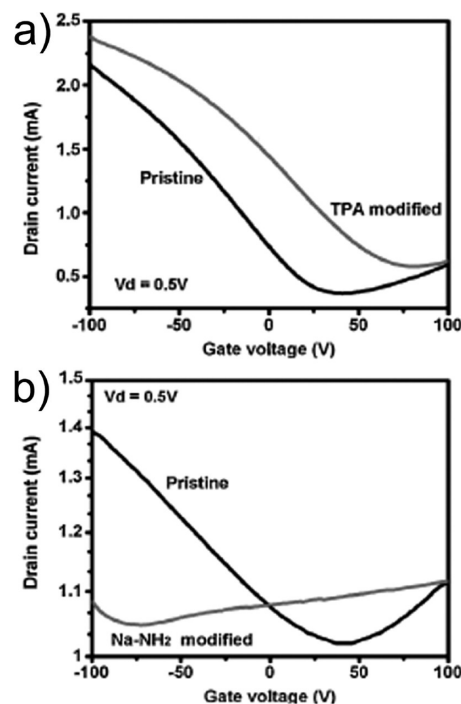 a)
2.5
2.0
1.5
1.0
0.5
Drain current (mA)
Pristine
TPA modified
Vd = 0.5V
-100
-50
0
50
100
Gate voltage (V)
b)
1.5
1.4
1.3
1.2
1.1
1
Drain current (mA)
Vd = 0.5V
Pristine
Na-NH₂ modified
-100
-50
0
50
100
Gate voltage (V)